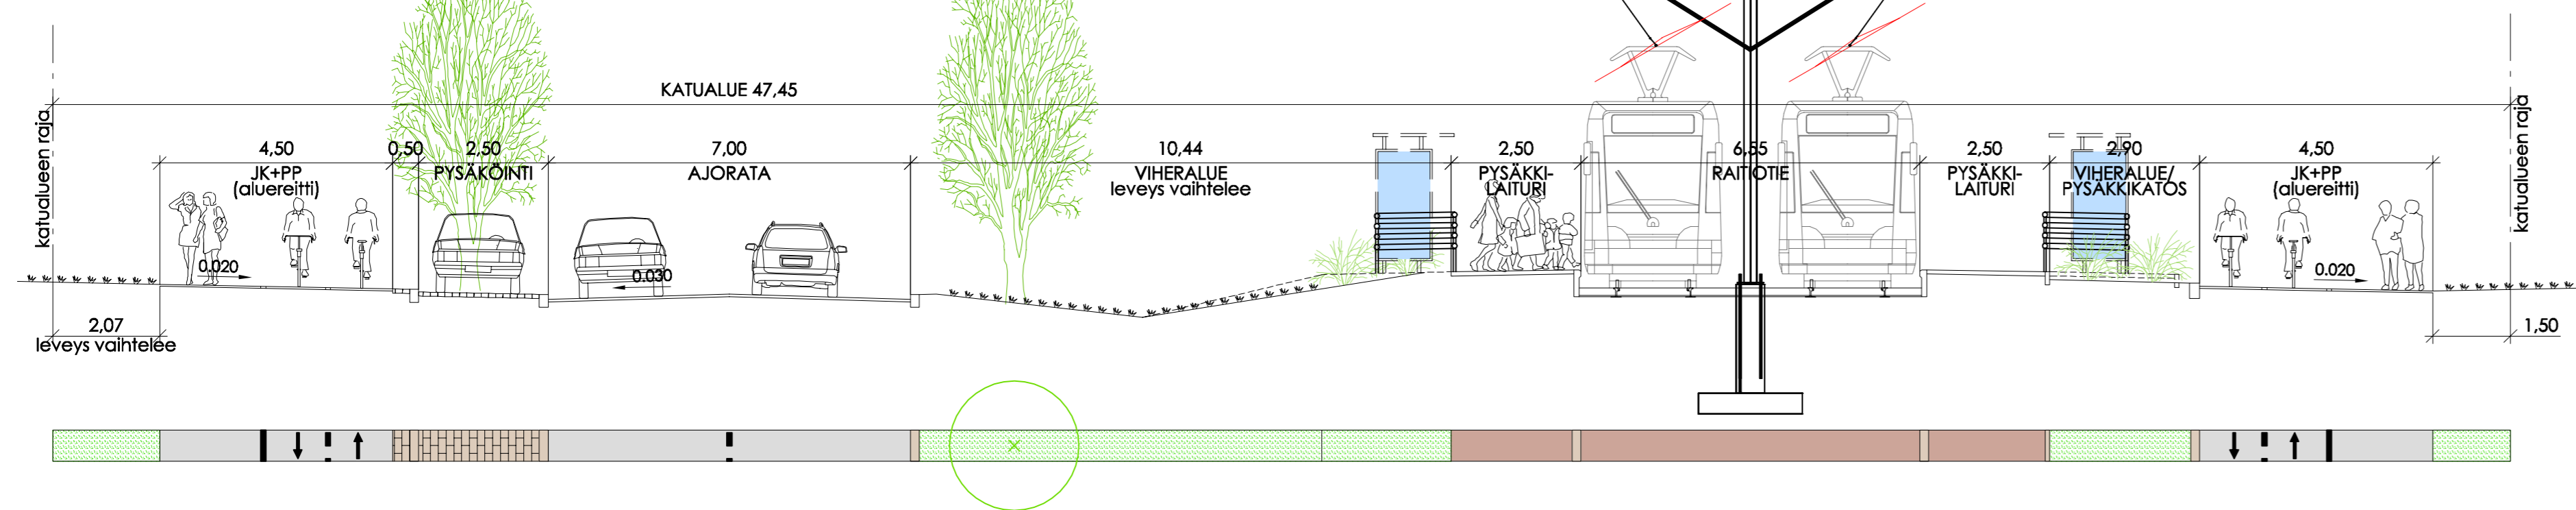 KATUALUE 47,45
katualueen raja
4,50
JK+PP
(aluereitti)
0,50
2,50
PYSÄKÖINTI
7,00
AJORATA
10,44
VIHERALUE
leveys vaihtelee
2,50
PYSÄKKI-
LAITURI
6,55
RAITIOTIE
2,50
PYSÄKKI-
LAITURI
2,90
VIHERALUE/
PYSÄKKIKATOS
4,50
JK+PP
(aluereitti)
katualueen raja
0.020
0.030
0.020
2,07
leveys vaihtelee
1,50